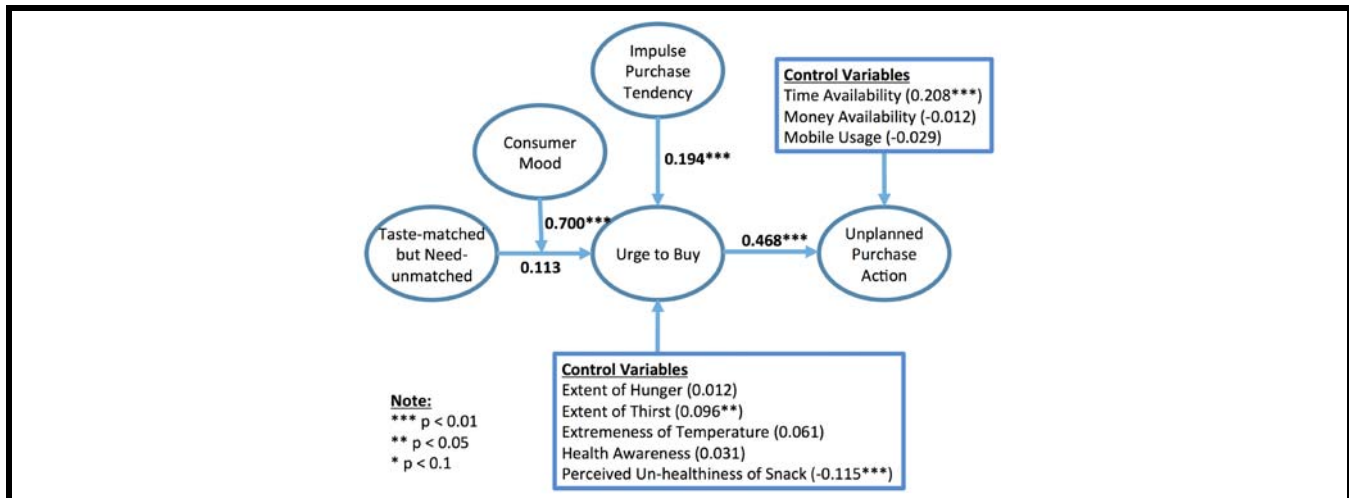 Impulse
Purchase
Tendency
Control Variables
Time Availability (0.208***)
Money Availability (-0.012)
Mobile Usage (-0.029)
Consumer
Mood
0.194***
0.700***
Taste-matched
but Need-
unmatched
0.113
Urge to Buy
0.468***
Unplanned
Purchase
Action
Control Variables
Extent of Hunger (0.012)
Extent of Thirst (0.096**)
Extremeness of Temperature (0.061)
Health Awareness (0.031)
Perceived Un-healthiness of Snack (-0.115***)
Note:
*** p < 0.01
** p < 0.05
* p < 0.1